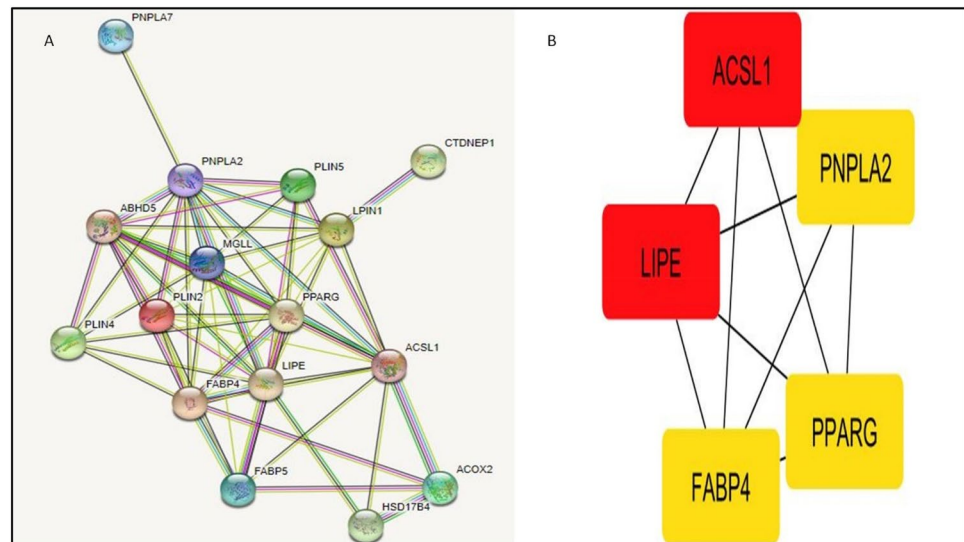 PNPLA7
A
B
ACSL1
CTDNEP1
PNPLA2
PLIN5
PNPLA2
ABHD5
LPIN1
MGLL
LIPE
PLIN2
PPARG
PLIN4
ACSL1
LIPE
FABP4
PPARG
FABP5
ACOX2
FABP4
HSD17B4